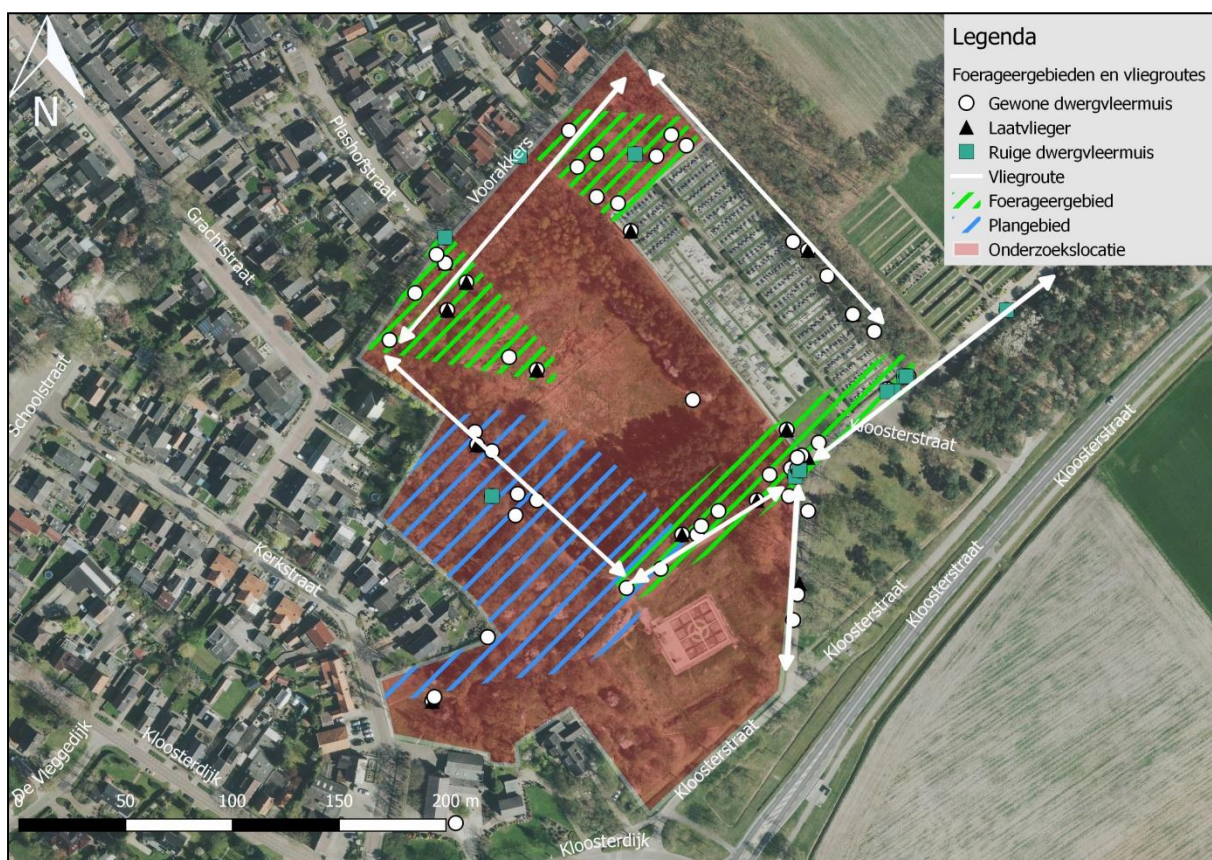 Legenda
Foerageergebieden en vliegroutes
Gewone dwergvleermuis
Laatvlieger
Ruige dwergvleermuis
Vliegroute
Foerageergebied
Plangebied
Onderzoekslocatie
N
Plashofstraat
Voorakkers
Grachtstraat
Schoolstraat
Kloosterstraat
Kloosterstraat
Kerkstraat
Kloosterstraat
Kloosterstraat
Kloosterstraat
De Vleggedijk
Kloosterdijk
0 50 100 150 200 m
Kloosterdijk